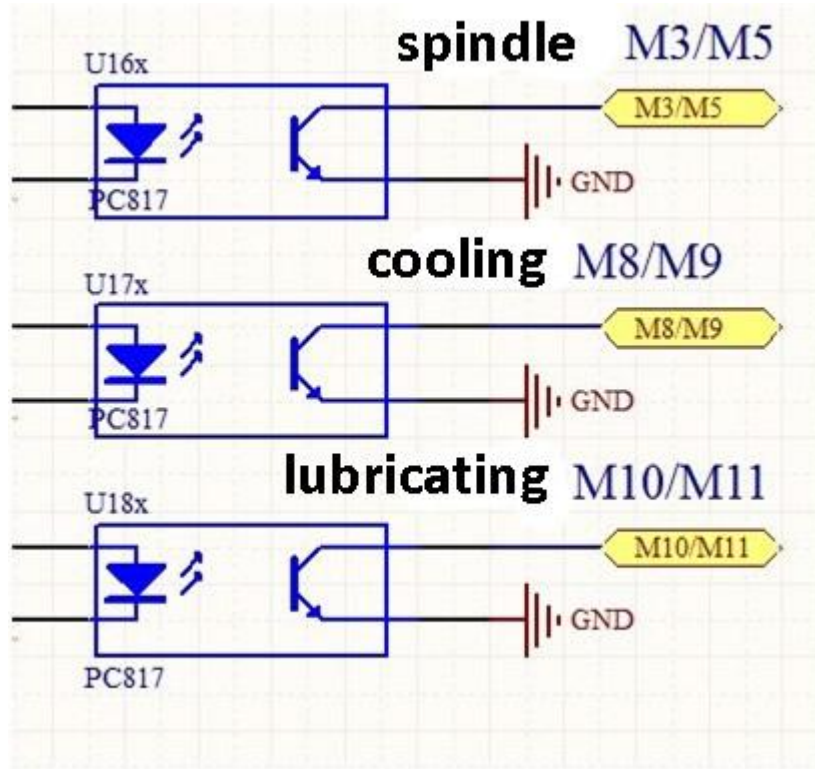 spindle M3/M5
U16x
M3/M5
GND
PC817
cooling M8/M9
U17x
M8/M9
GND
PC817
lubricating M10/M11
U18x
M10/M11
GND
PC817